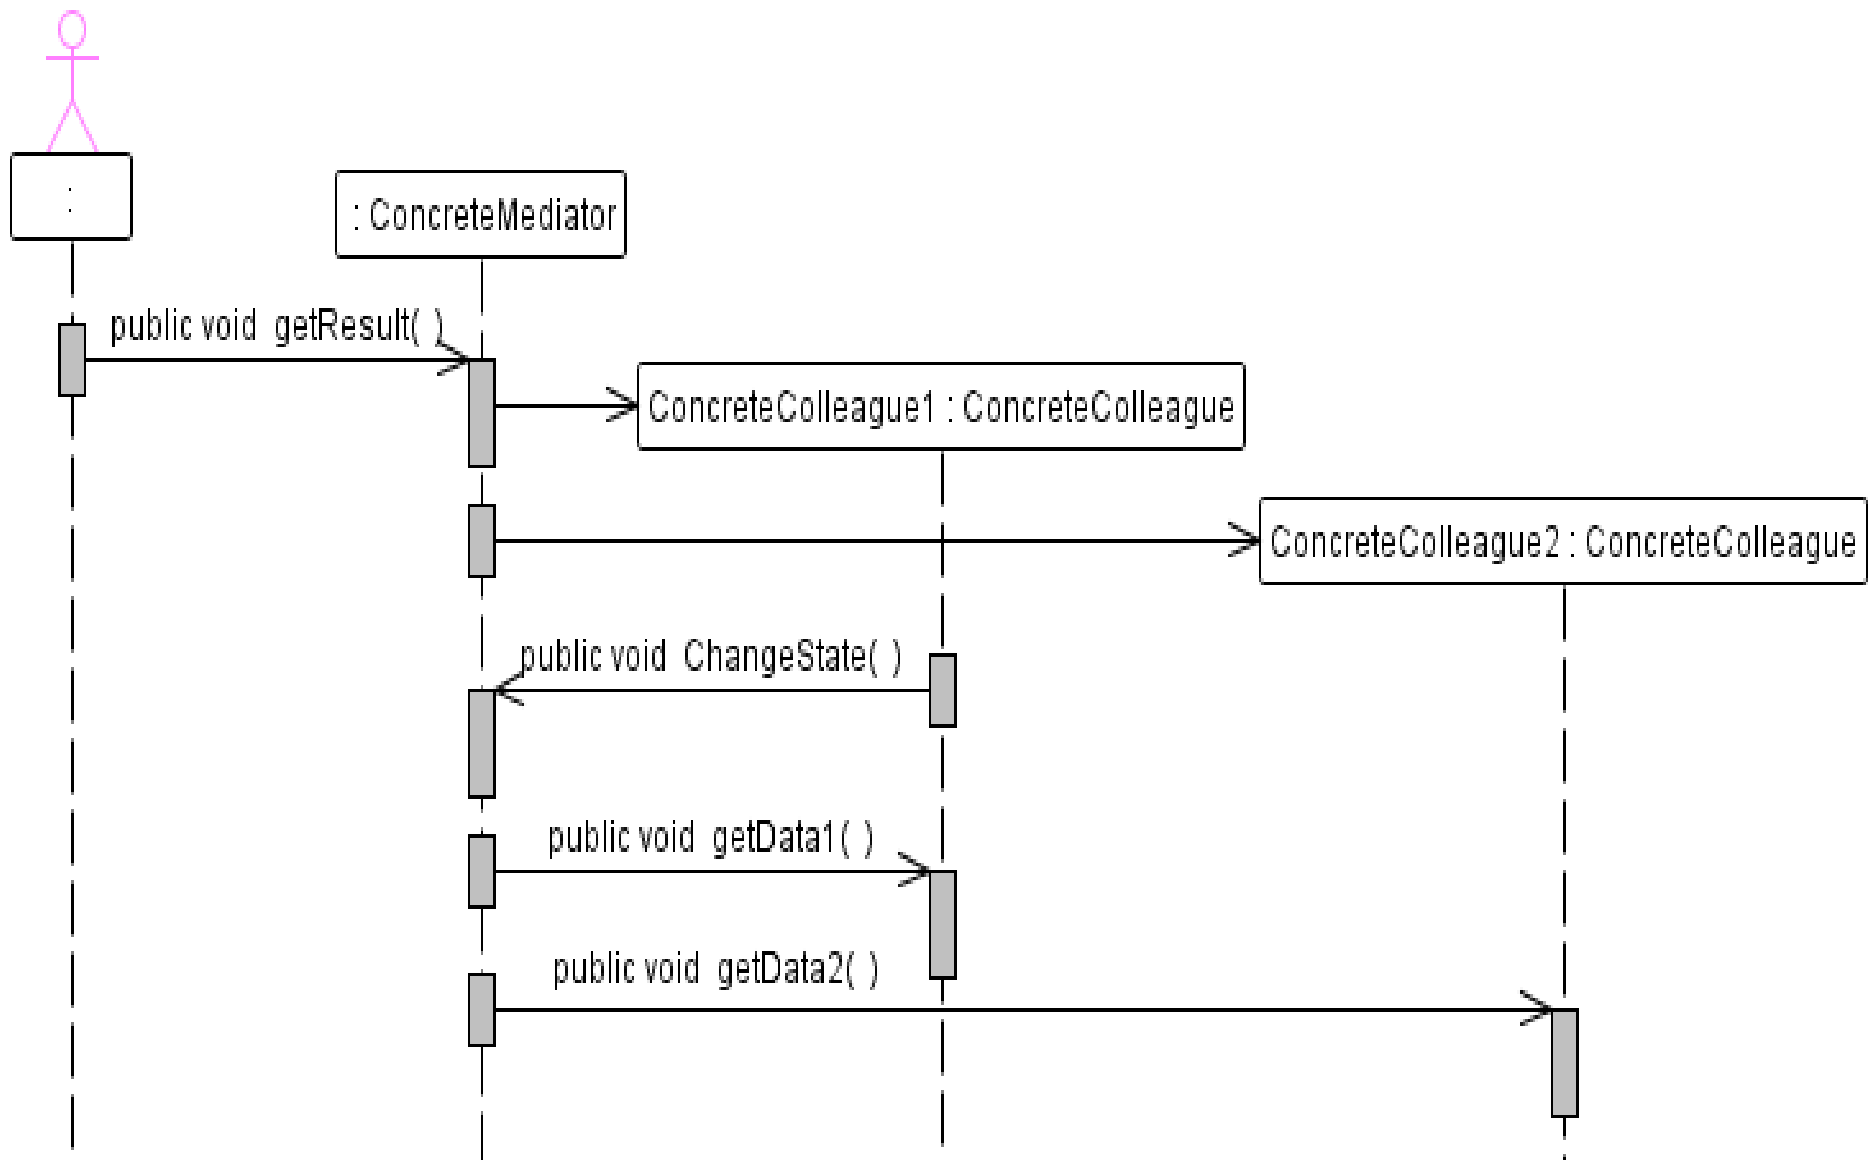 :
: ConcreteMediator
public void getResult( )
ConcreteColleague1 : ConcreteColleague
ConcreteColleague2 : ConcreteColleague
public void ChangeState( )
public void getData1( )
public void getData2( )